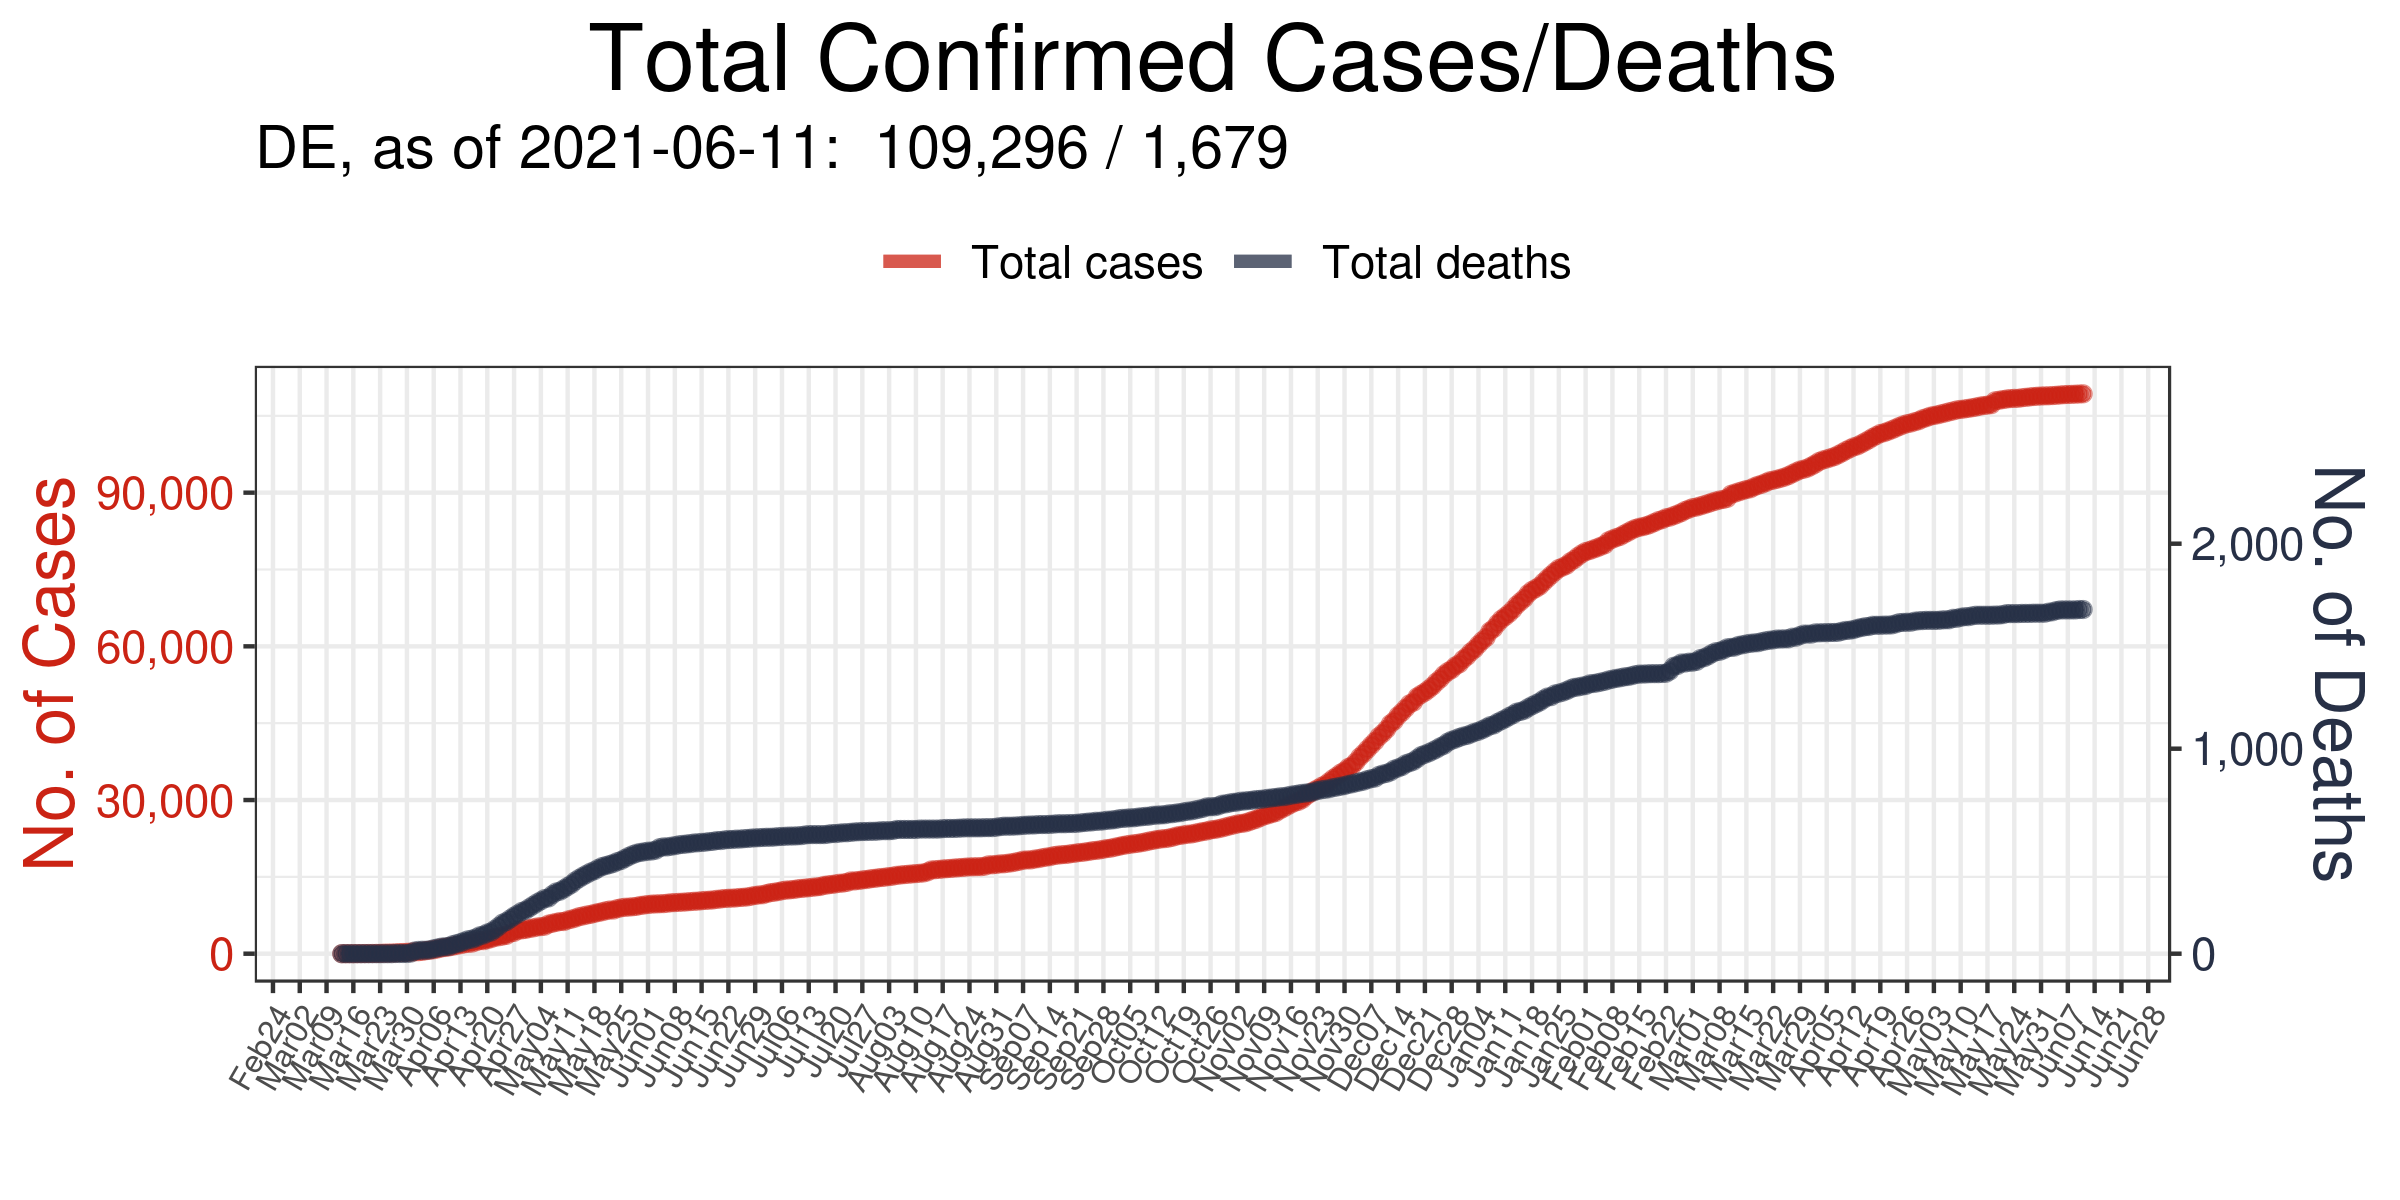 Total Confirmed Cases/Deaths
DE, as of 2021-06-11:  109,296 / 1,679
Total cases
Total deaths
No. of Cases
90,000
60,000
30,000
0
2,000
1,000
0
No. of Deaths
Feb24
Mar02
Mar09
Mar16
Mar23
Mar30
Apr06
Apr13
Apr20
Apr27
May04
May11
May18
May25
Jun01
Jun08
Jun15
Jun22
Jun29
Jul06
Jul13
Jul20
Jul27
Aug03
Aug10
Aug17
Aug24
Aug31
Sep07
Sep14
Sep21
Sep28
Oct05
Oct12
Oct19
Oct26
Nov02
Nov09
Nov16
Nov23
Nov30
Dec07
Dec14
Dec21
Dec28
Jan04
Jan11
Jan18
Jan25
Feb01
Feb08
Feb15
Feb22
Mar01
Mar08
Mar15
Mar22
Mar29
Apr05
Apr12
Apr19
Apr26
May03
May10
May17
May24
May31
Jun07
Jun14
Jun21
Jun28